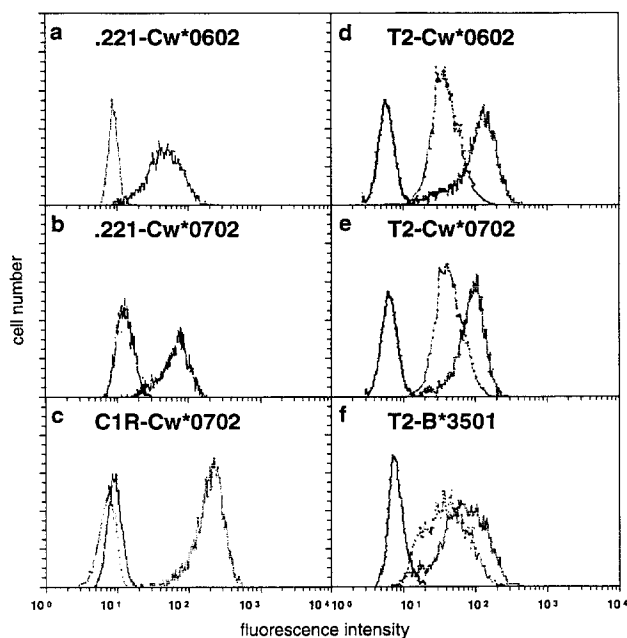 a .221-Cw*0602
d T2-Cw*0602
b .221-Cw*0702
e T2-Cw*0702
c C1R-Cw*0702
f T2-B*3501
cell number
10⁰ 10¹ 10² 10³ 10⁴ 10⁰ 10¹ 10² 10³ 10⁴
fluorescence intensity